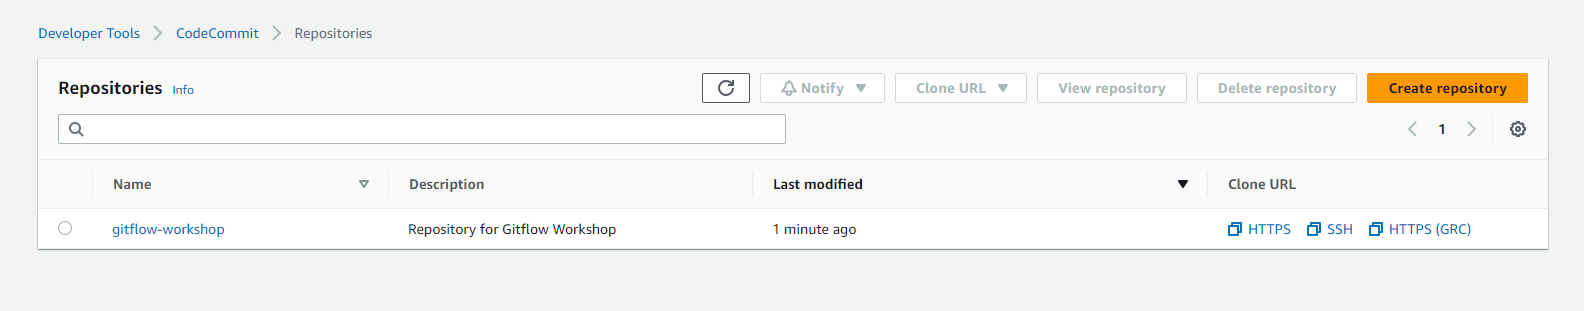 Developer Tools CodeCommit Repositories
Repositories Info Notify Clone URL View repository Delete repository Create repository
1
Name Description Last modified Clone URL
gitflow-workshop Repository for Gitflow Workshop 1 minute ago HTTPS SSH HTTPS (GRC)